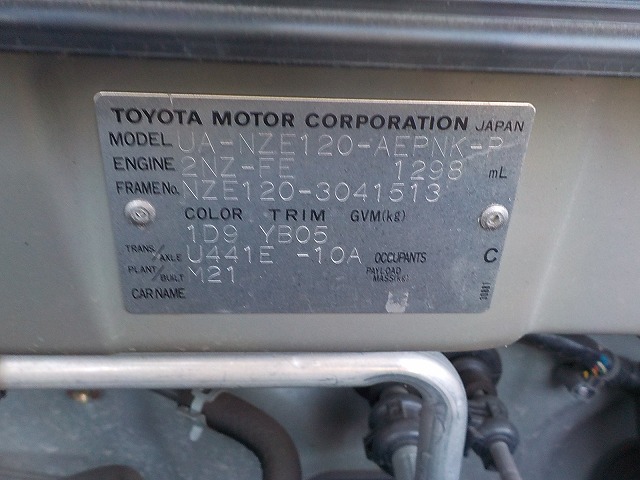 TOYOTA MOTOR CORPORATION JAPAN
MODEL UA-NZE120-AEPNK-P
ENGINE 2NZ-FE 1298 mL
FRAME No. NZE120-3041513
COLOR TRIM GVM(kg)
1D9 YB05
TRANS/AXLE U441E -10A OCCUPANTS C
PLANT/BUILT M21 PAYLOAD MASS(KG)
CAR NAME